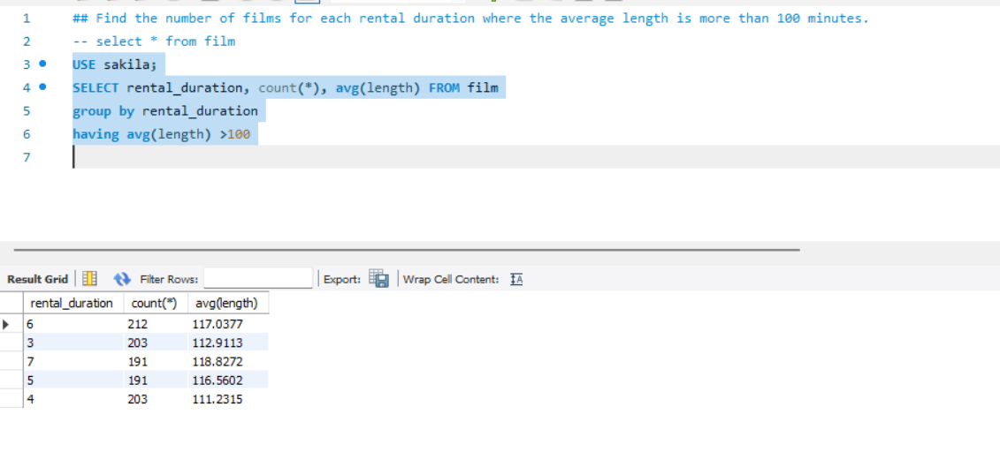 1 ## Find the number of films for each rental duration where the average length is more than 100 minutes.
2 -- select * from film
3 USE sakila;
4 SELECT rental_duration, count(*), avg(length) FROM film
5 group by rental_duration
6 having avg(length) >100
7
Result Grid Filter Rows: Export: Wrap Cell Content: IA
rental_duration count(*) avg(length)
6 212 117.0377
3 203 112.9113
7 191 118.8272
5 191 116.5602
4 203 111.2315